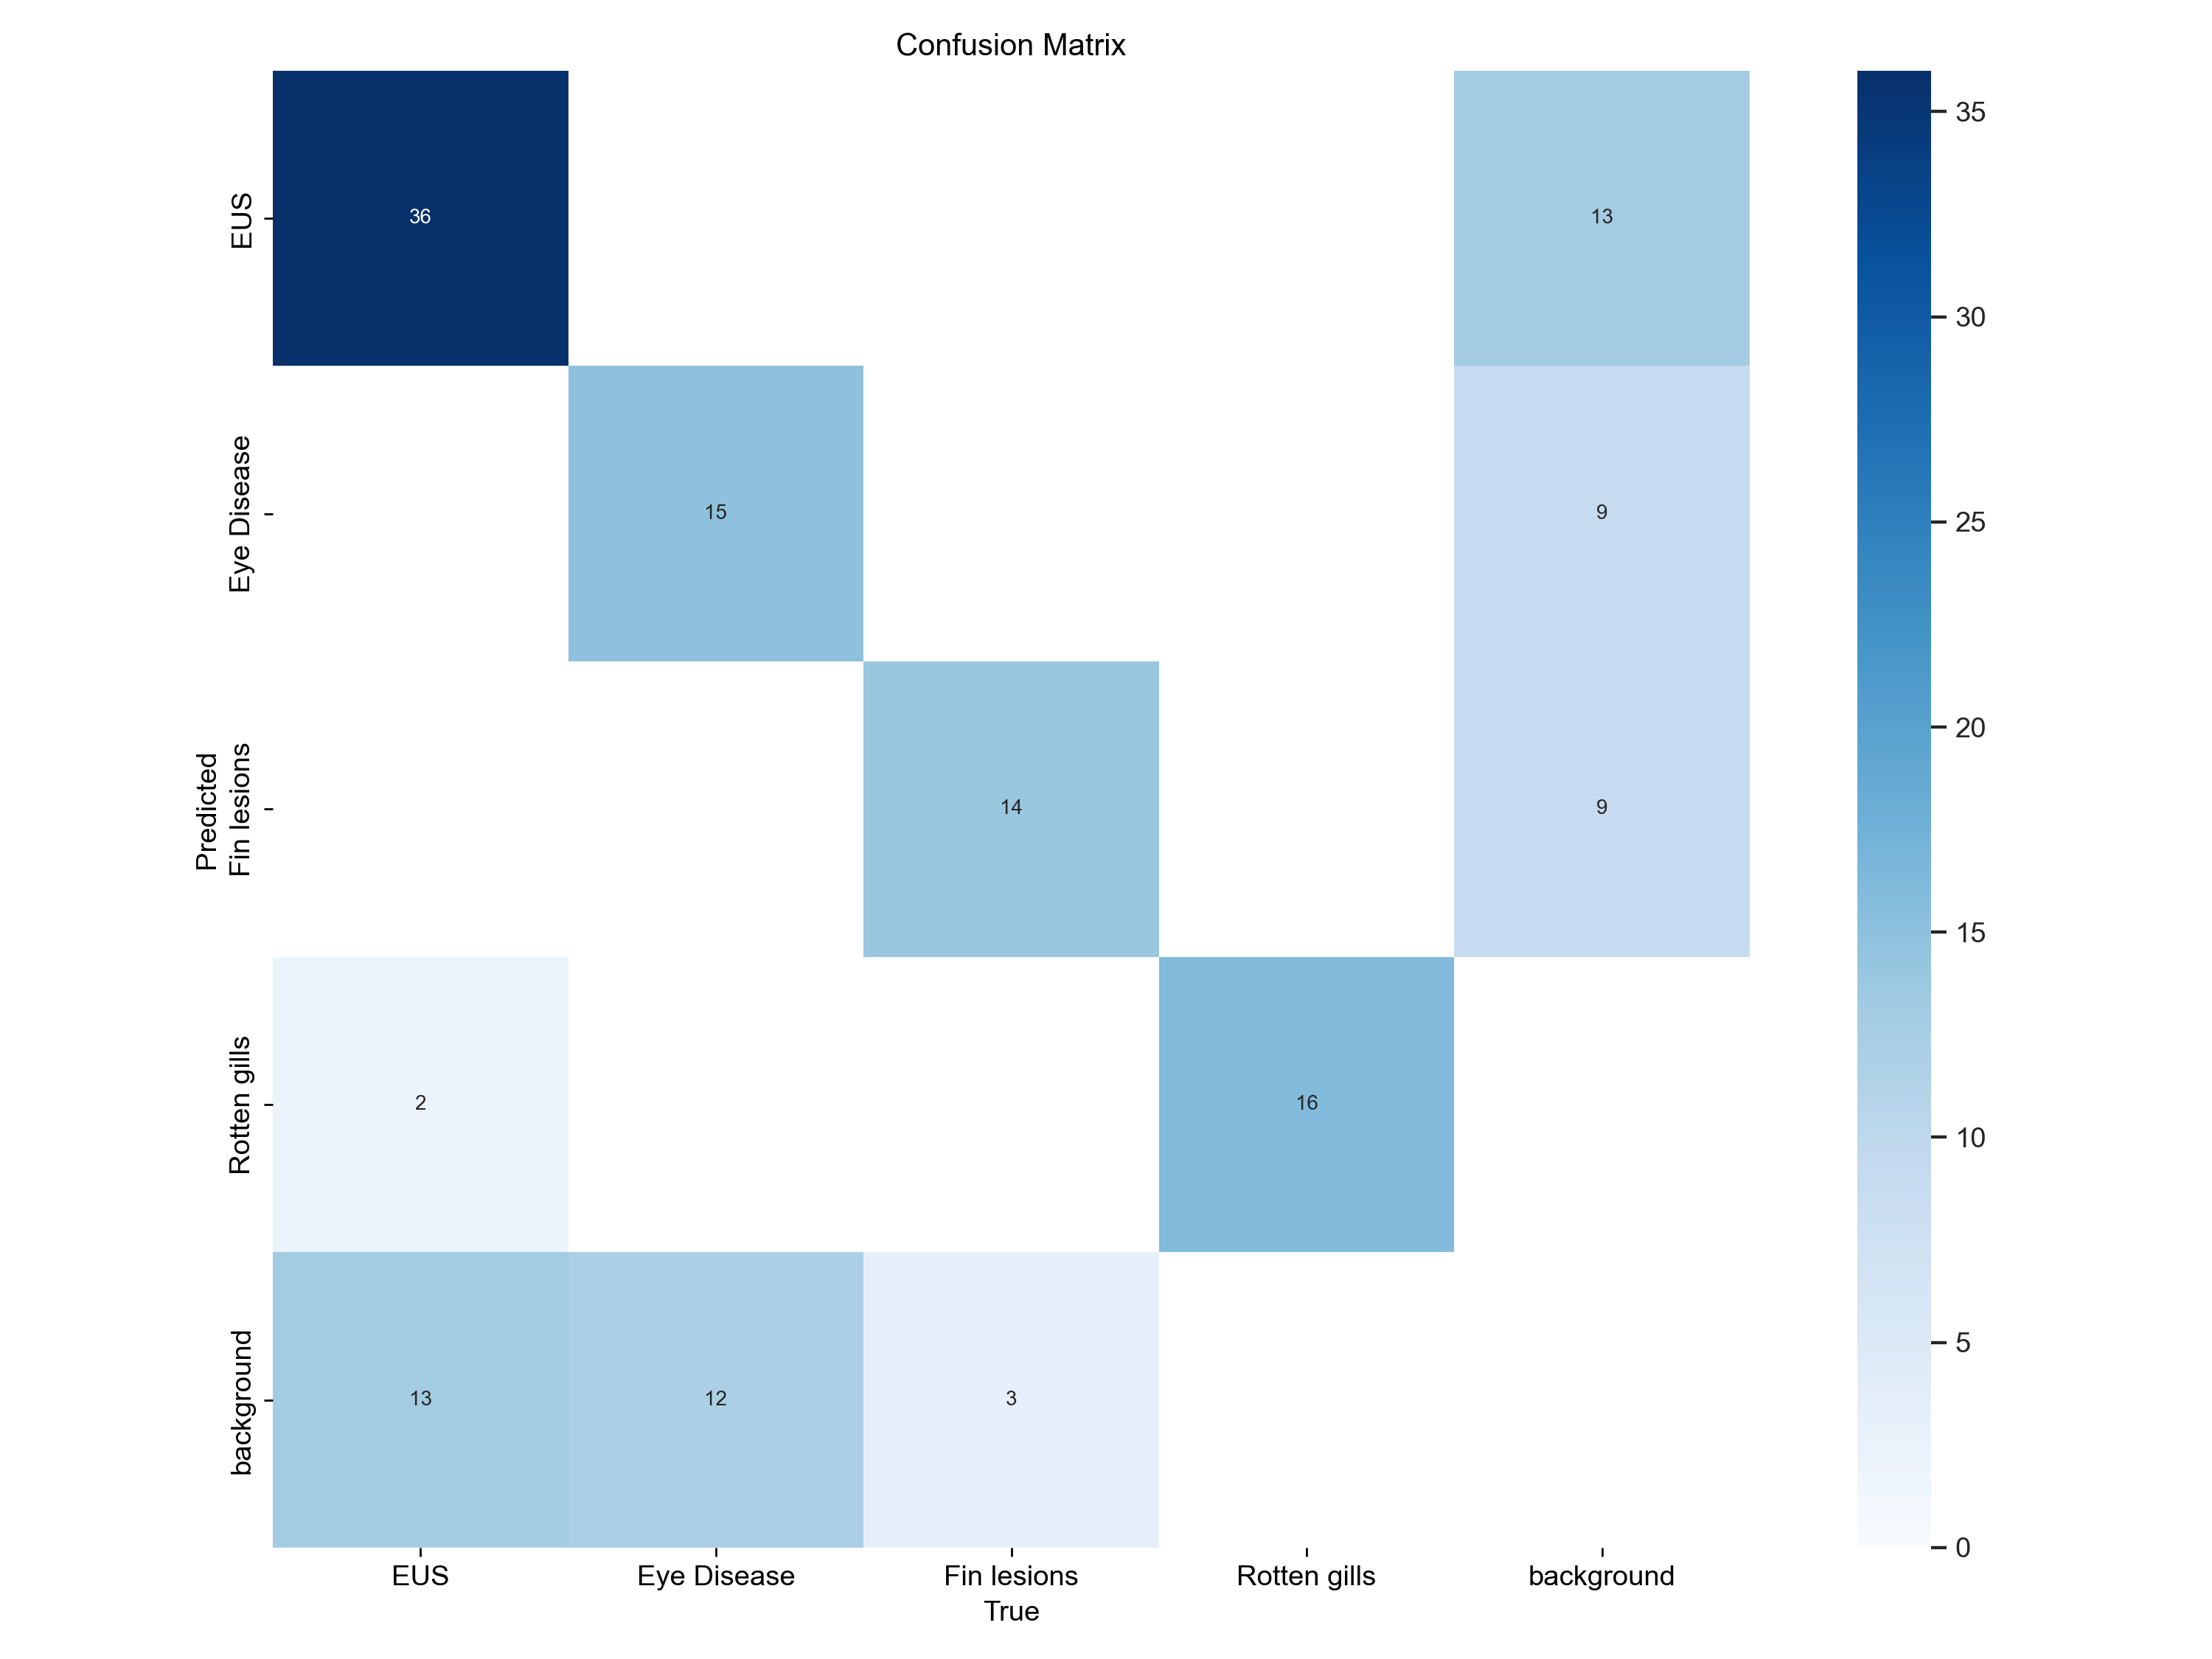 Confusion Matrix
EUS
Eye Disease
Fin lesions
Rotten gills
background
Predicted
36
13
15
9
14
9
2
16
13
12
3
EUS
Eye Disease
Fin lesions
Rotten gills
background
True
35
30
25
20
15
10
5
0